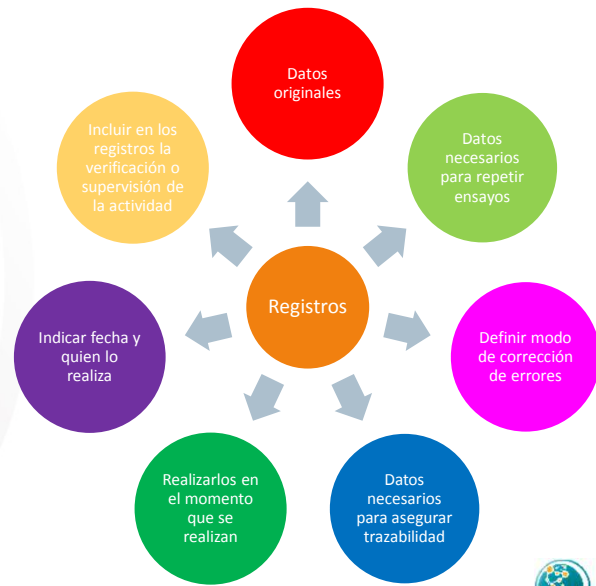 Datos
originales
Datos
necesarios
para repetir
ensayos
Definir modo
de corrección
de errores
Datos
necesarios
para asegurar
trazabilidad
Realizarlos en
el momento
que se
realizan
Indicar fecha y
quien lo
realiza
Incluir en los
registros la
verificación o
supervisión de
la actividad
Registros